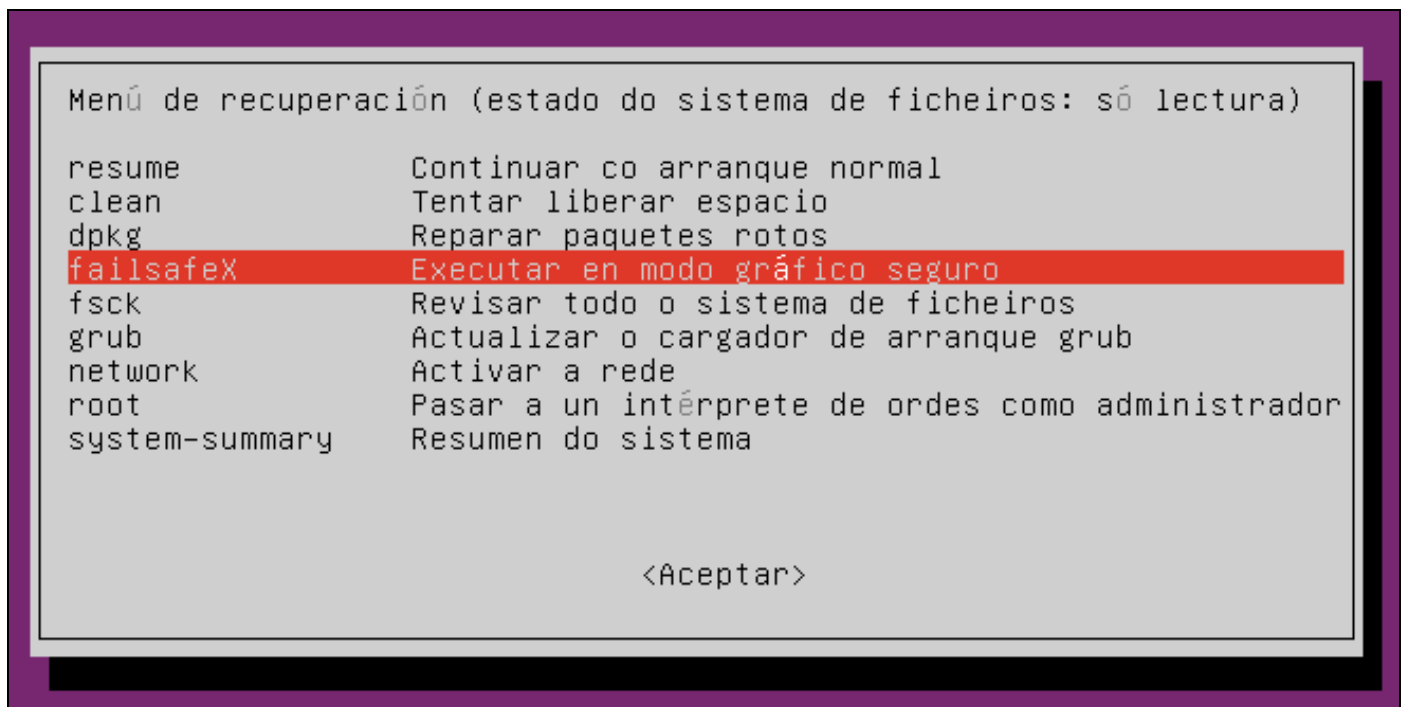 Menú de recuperación (estado do sistema de ficheiros: só lectura)
resume Continuar co arranque normal
clean Tentar liberar espacio
dpkg Reparar paquetes rotos
failsafeX Executar en modo gráfico seguro
fsck Revisar todo o sistema de ficheiros
grub Actualizar o cargador de arranque grub
network Activar a rede
root Pasar a un intérprete de ordes como administrador
system-summary Resumen do sistema
<Aceptar>